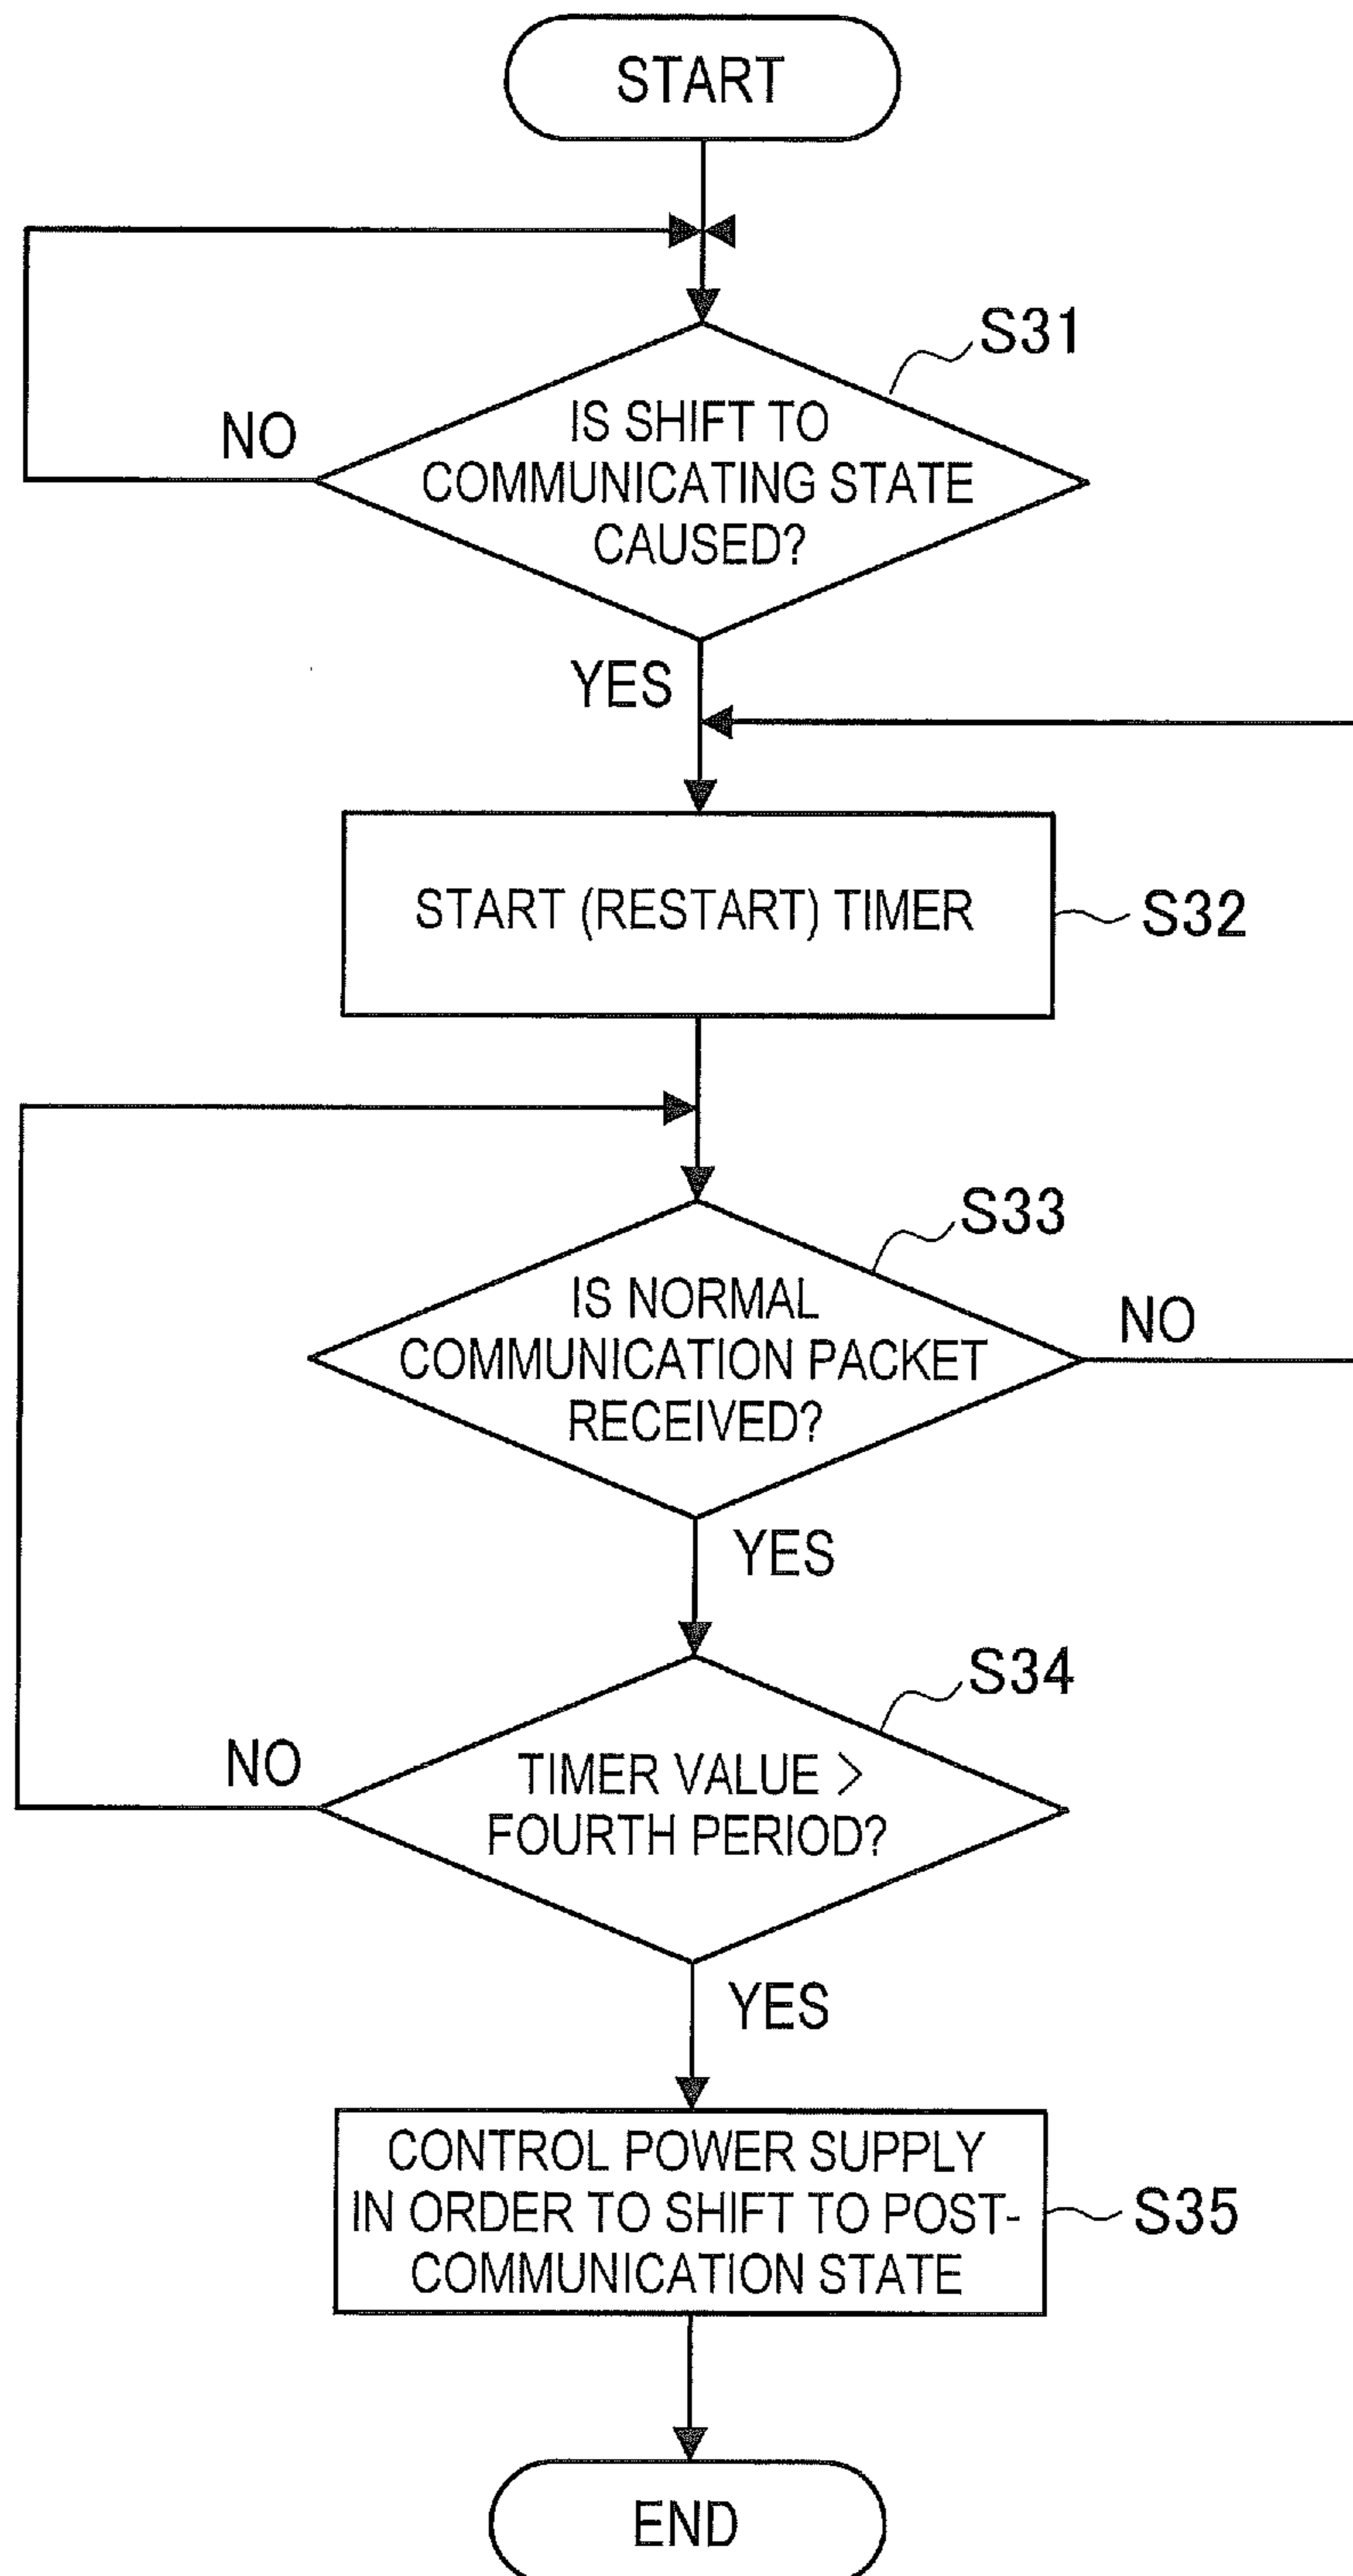 START
S31
IS SHIFT TO
COMMUNICATING STATE
CAUSED?
NO
YES
START (RESTART) TIMER
S32
S33
IS NORMAL
COMMUNICATION PACKET
RECEIVED?
NO
YES
S34
TIMER VALUE >
FOURTH PERIOD?
NO
YES
CONTROL POWER SUPPLY
IN ORDER TO SHIFT TO POST-
COMMUNICATION STATE
S35
END